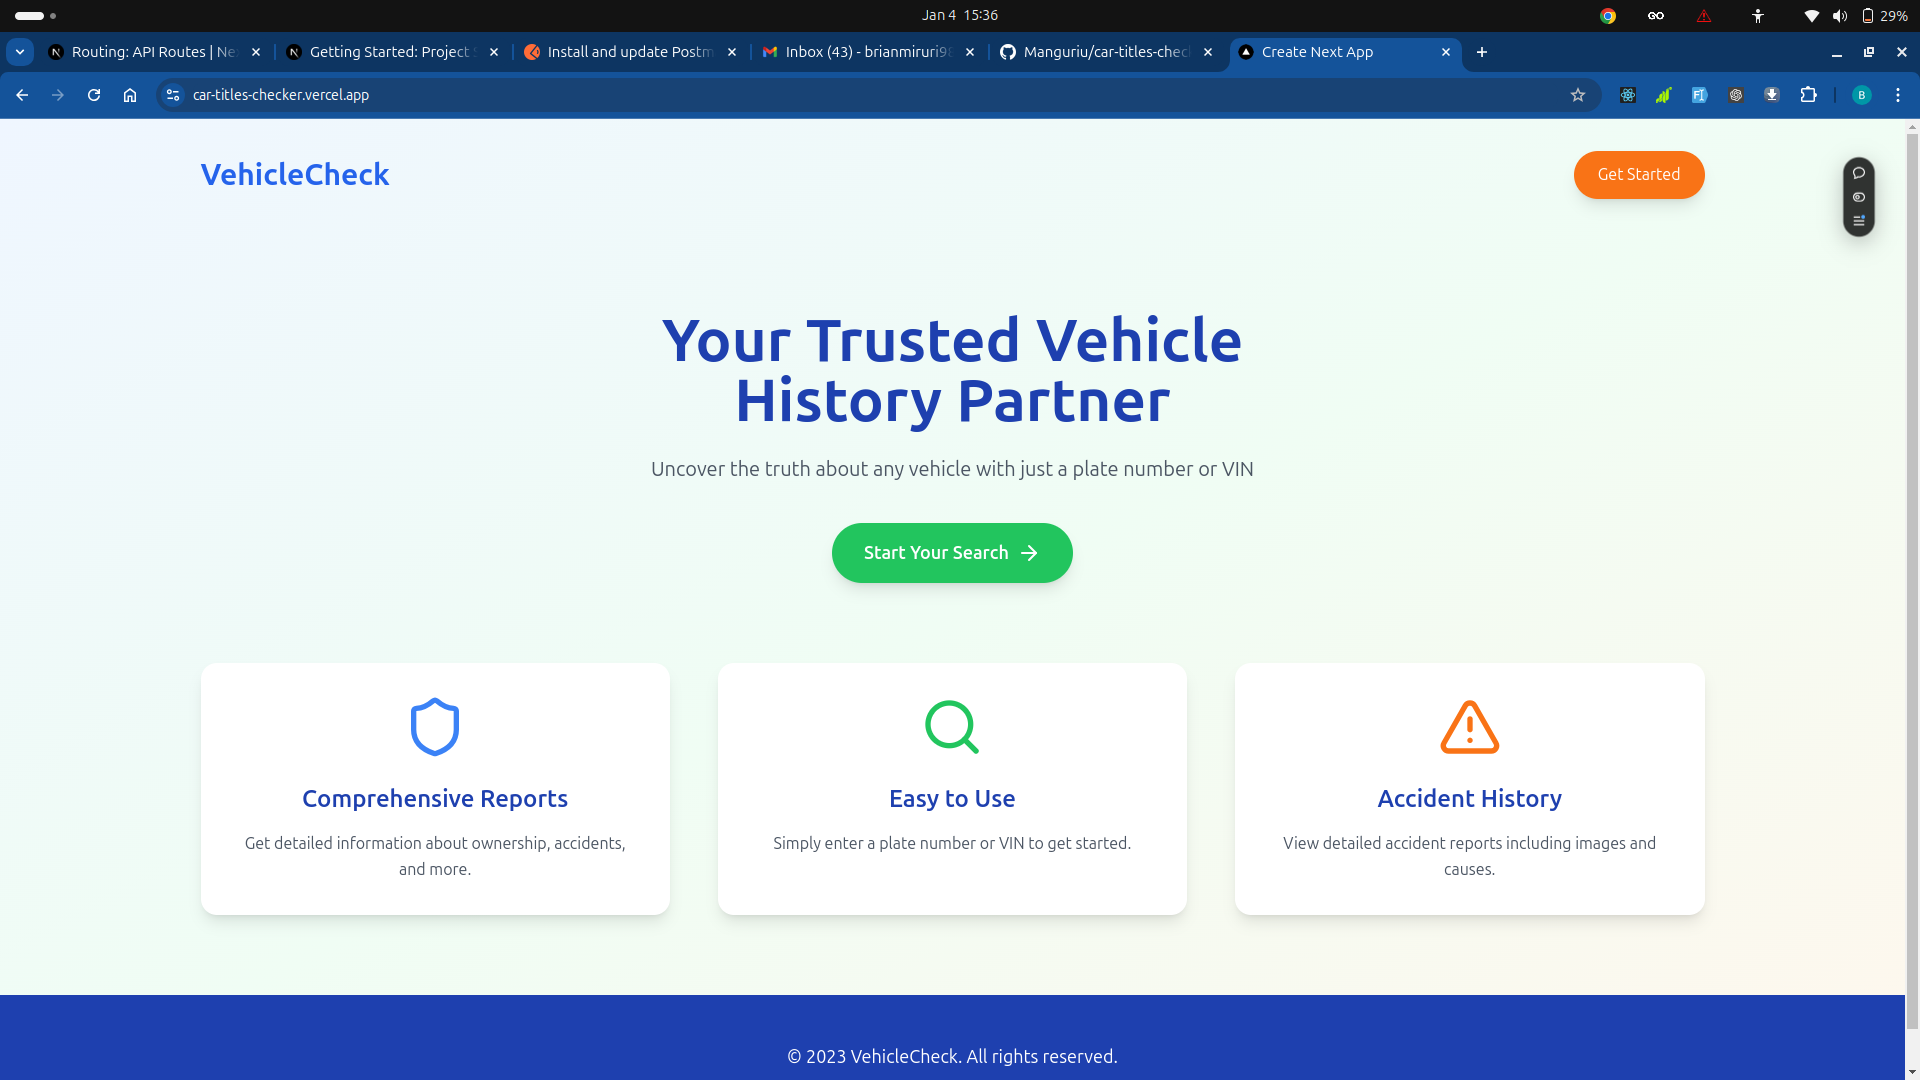 Jan 4 15:36
29%
Routing: API Routes | Ne
Getting Started: Project S
Install and update Postm
Inbox (43) - brianmiruri98
Manguriu/car-titles-chec
Create Next App
car-titles-checker.vercel.app
B
VehicleCheck
Get Started
Your Trusted Vehicle
History Partner
Uncover the truth about any vehicle with just a plate number or VIN
Start Your Search
Comprehensive Reports
Get detailed information about ownership, accidents,
and more.
Easy to Use
Simply enter a plate number or VIN to get started.
Accident History
View detailed accident reports including images and
causes.
© 2023 VehicleCheck. All rights reserved.